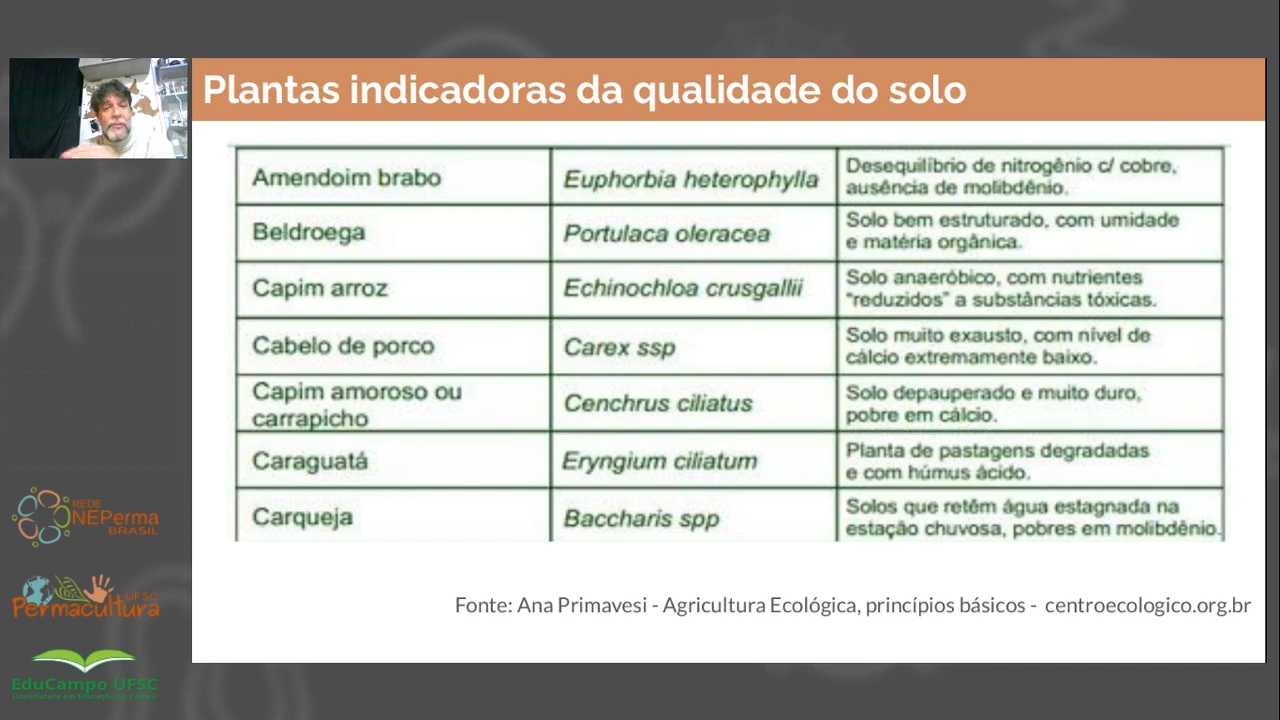 Plantas indicadoras da qualidade do solo
Amendoim brabo
Euphorbia heterophylla
Desequilíbrio de nitrogênio c/ cobre,
ausência de molibdênio.
Beldroega
Portulaca oleracea
Solo bem estruturado, com umidade
e matéria orgânica.
Capim arroz
Echinochloa crusgallii
Solo anaeróbico, com nutrientes
"reduzidos" a substâncias tóxicas.
Cabelo de porco
Carex ssp
Solo muito exausto, com nível de
cálcio extremamente baixo.
Capim amoroso ou
carrapicho
Cenchrus ciliatus
Solo depauperado e muito duro,
pobre em cálcio.
Caraguatá
Eryngium ciliatum
Planta de pastagens degradadas
e com húmus ácido.
Carqueja
Baccharis spp
Solos que retêm água estagnada na
estação chuvosa, pobres em molibdênio.
Fonte: Ana Primavesi - Agricultura Ecológica, princípios básicos - centroecologico.org.br
REDE
NEPerma
BRASIL
UFSC
Permacultura
EduCampo UFSC
Licenciatura em Educação do Campo